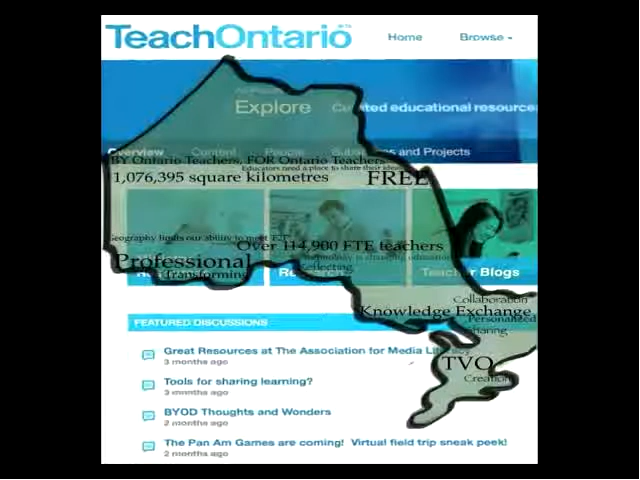 TeachOntario
Home Browse
Explore Curated educational resources
Overview Content People Subspaces and Projects
BY Ontario Teachers, FOR Ontario Teachers
Educators need a place to share their ideas
1,076,395 square kilometres FREE
Geography limits our ability to meet F2F
Over 114,900 FTE teachers
Technology is changing education
Professional
Reflecting
Transforming
Teacher Blogs
Collaboration
Knowledge Exchange
Personalized
FEATURED DISCUSSIONS
Sharing
Great Resources at The Association for Media Literacy
3 months ago
TVO
Tools for sharing learning?
Creation
3 months ago
BYOD Thoughts and Wonders
2 months ago
The Pan Am Games are coming! Virtual field trip sneak peek!
2 months ago